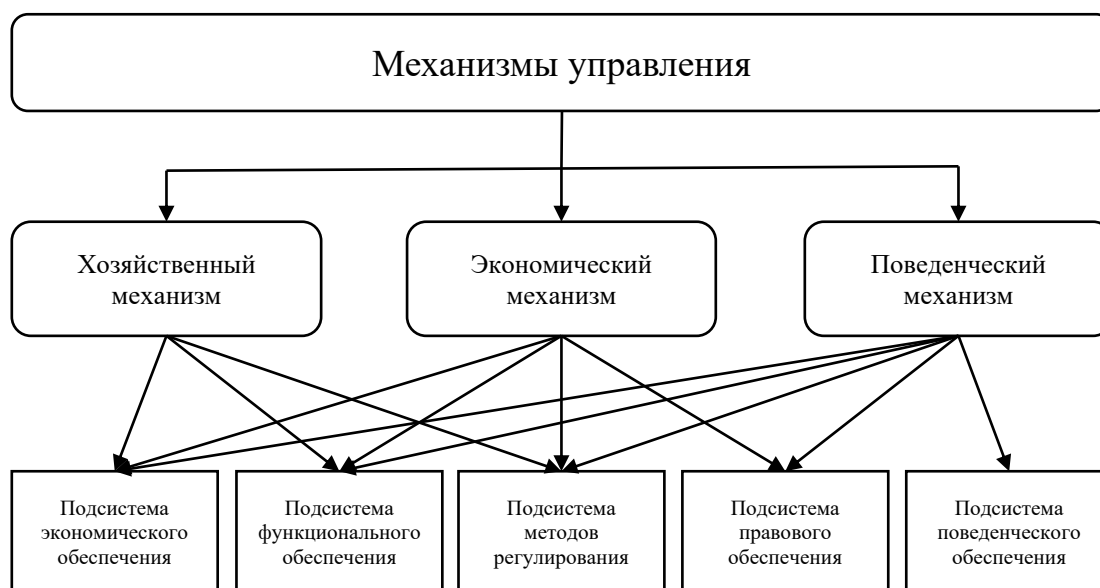 Механизмы управления
Хозяйственный
механизм
Экономический
механизм
Поведенческий
механизм
Подсистема
экономического
обеспечения
Подсистема
функционального
обеспечения
Подсистема
методов
регулирования
Подсистема
правового
обеспечения
Подсистема
поведенческого
обеспечения